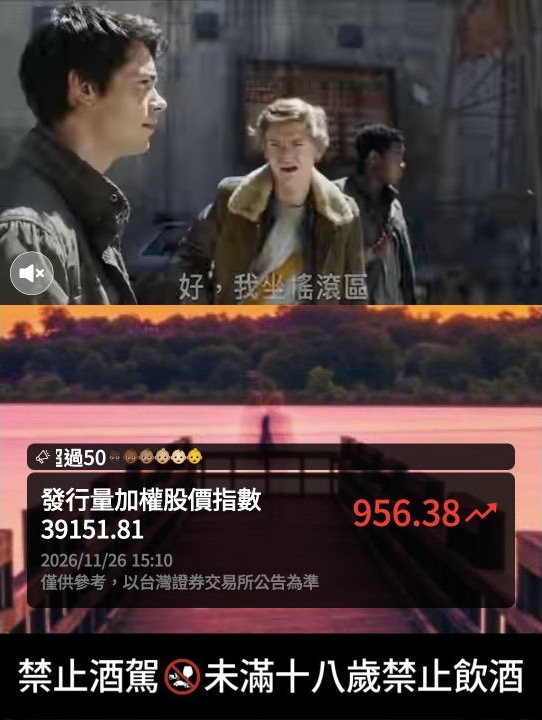 好，我坐搖滾區
超過50
發行量加權股價指數
39151.81
956.38
2026/11/26 15:10
僅供參考，以台灣證券交易所公告為準
禁止酒駕 未滿十八歲禁止飲酒